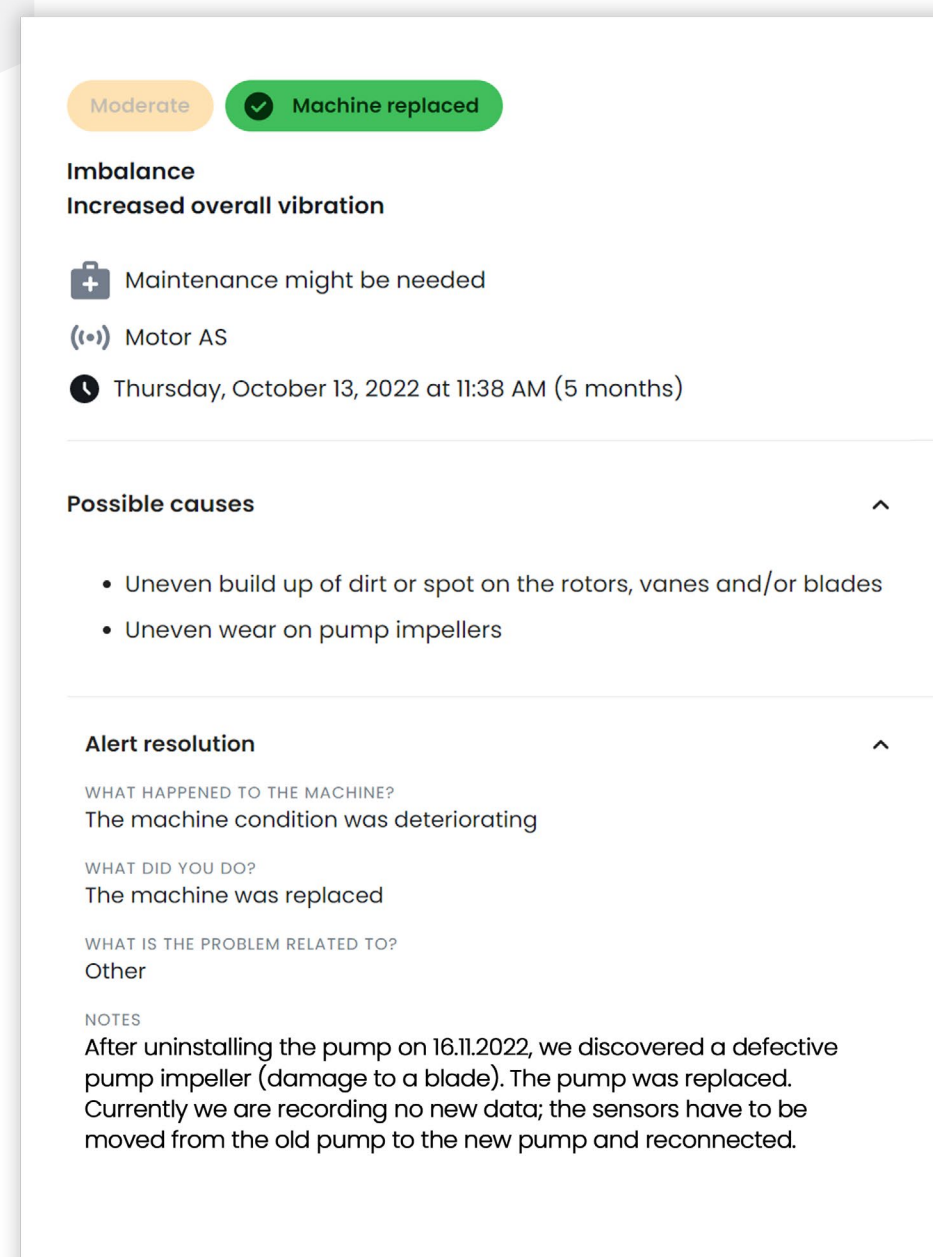 Moderate
Machine replaced
Imbalance
Increased overall vibration
Maintenance might be needed
Motor AS
Thursday, October 13, 2022 at 11:38 AM (5 months)
Possible causes
• Uneven build up of dirt or spot on the rotors, vanes and/or blades
• Uneven wear on pump impellers
Alert resolution
WHAT HAPPENED TO THE MACHINE?
The machine condition was deteriorating
WHAT DID YOU DO?
The machine was replaced
WHAT IS THE PROBLEM RELATED TO?
Other
NOTES
After uninstalling the pump on 16.11.2022, we discovered a defective
pump impeller (damage to a blade). The pump was replaced.
Currently we are recording no new data; the sensors have to be
moved from the old pump to the new pump and reconnected.